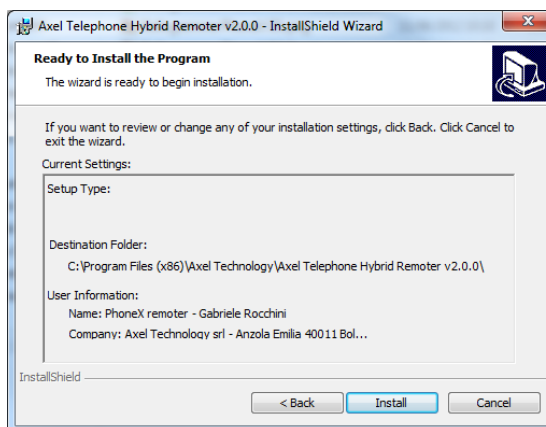 Axel Telephone Hybrid Remoter v2.0.0 - InstallShield Wizard
Ready to Install the Program
The wizard is ready to begin installation.
If you want to review or change any of your installation settings, click Back. Click Cancel to
exit the wizard.
Current Settings:
Setup Type:
Destination Folder:
C:\Program Files (x86)\Axel Technology\Axel Telephone Hybrid Remoter v2.0.0\
User Information:
Name: PhoneX remoter - Gabriele Rocchini
Company: Axel Technology srl - Anzola Emilia 40011 Bol...
InstallShield
< Back
Install
Cancel